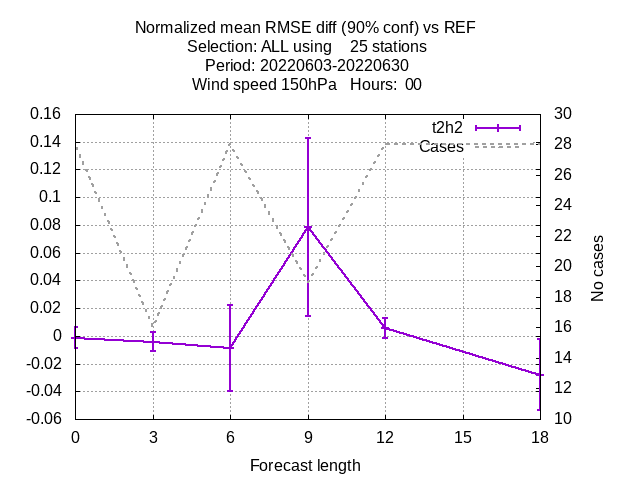 Normalized mean RMSE diff (90% conf) vs REF
Selection: ALL using    25 stations
Period: 20220603-20220630
Wind speed 150hPa   Hours:  00
0.16
0.14
0.12
0.1
0.08
0.06
0.04
0.02
0
-0.02
-0.04
-0.06
t2h2
Cases
30
28
26
24
22
20
18
16
14
12
10
No cases
0 3 6 9 12 15 18
Forecast length